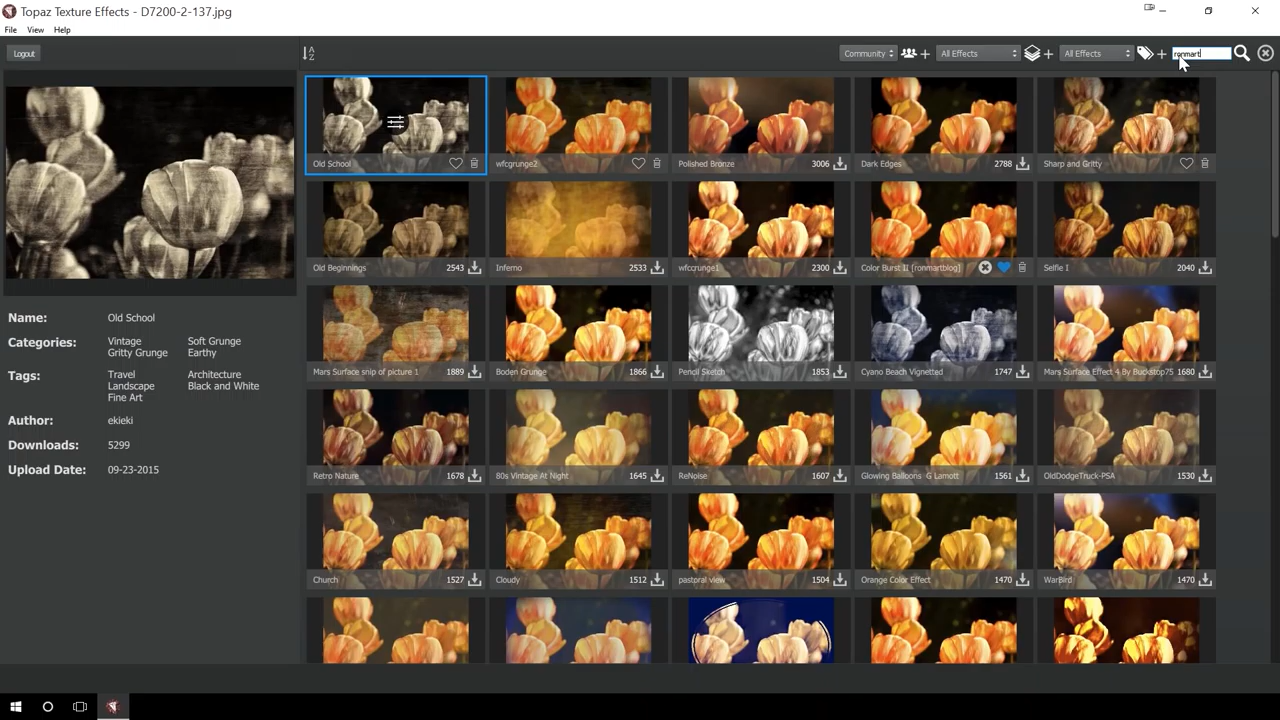 Topaz Texture Effects - D7200-2-137.jpg
File View Help
Logout
Community All Effects All Effects ronmart
Old School
wfcgrunge2
Polished Bronze 3006
Dark Edges 2788
Sharp and Gritty
Old Beginnings 2543
Inferno 2533
wfccrunge1 2300
Color Burst II [ronmartblog]
Selfie I 2040
Name: Old School
Categories: Vintage Soft Grunge
Gritty Grunge Earthy
Tags: Travel Architecture
Landscape Black and White
Fine Art
Author: ekieki
Downloads: 5299
Upload Date: 09-23-2015
Mars Surface snip of picture 1 1889
Boden Grunge 1866
Pencil Sketch 1853
Cyano Beach Vignetted 1747
Mars Surface Effect 4 By Buckstop75 1680
Retro Nature 1678
80s Vintage At Night 1645
ReNoise 1607
Glowing Balloons G Lamott 1561
OldDodgeTruck-PSA 1530
Church 1527
Cloudy 1512
pastoral view 1504
Orange Color Effect 1470
WarBird 1470